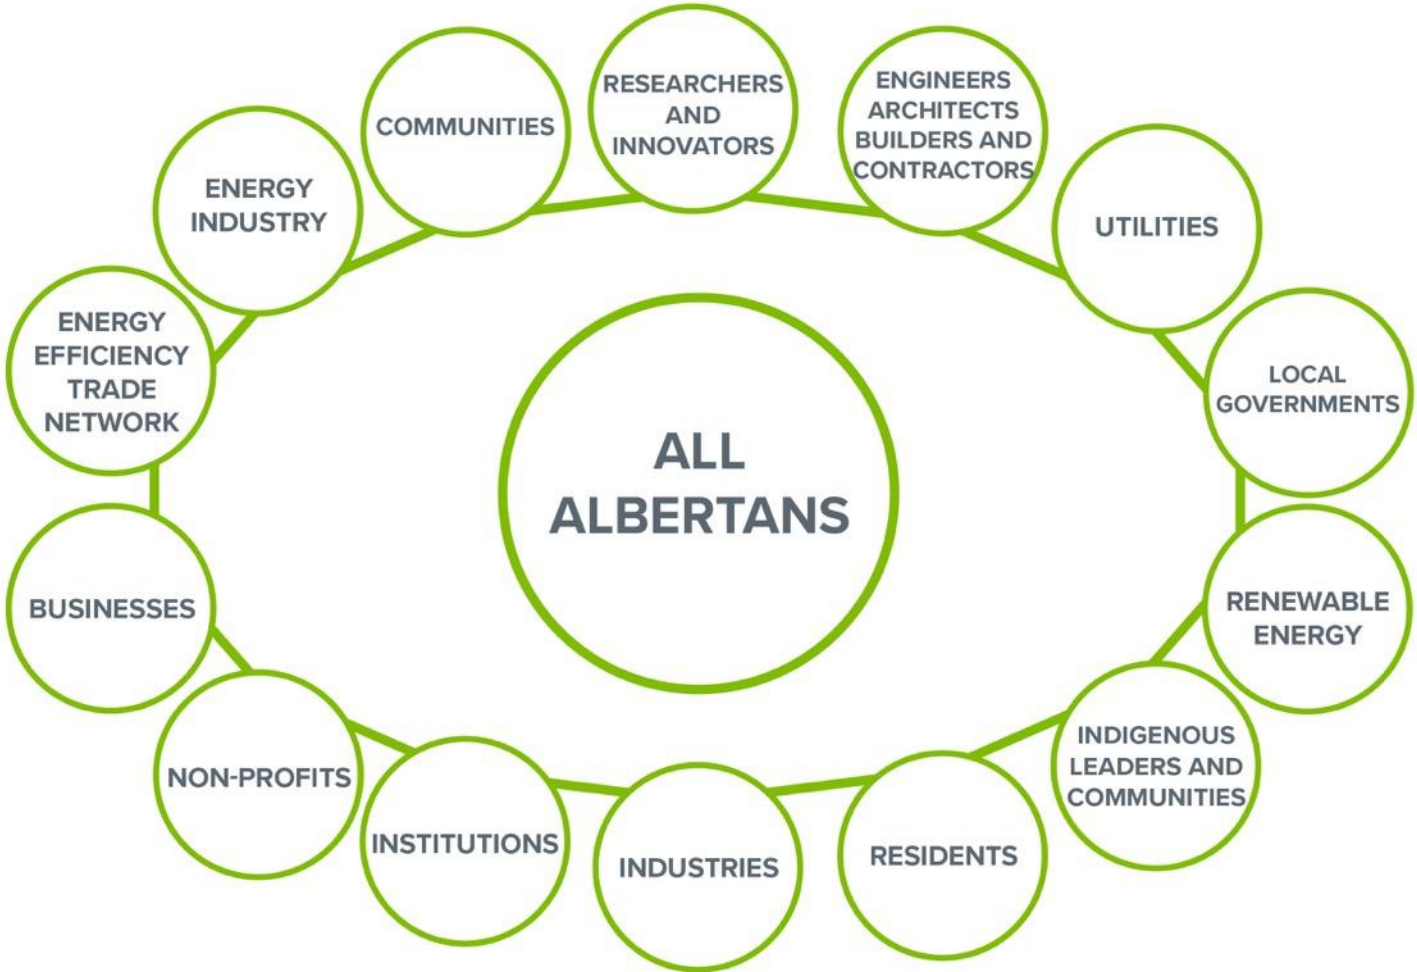 RESEARCHERS
AND
INNOVATORS
ENGINEERS
ARCHITECTS
BUILDERS AND
CONTRACTORS
COMMUNITIES
ENERGY
INDUSTRY
UTILITIES
ENERGY
EFFICIENCY
TRADE
NETWORK
LOCAL
GOVERNMENTS
ALL
ALBERTANS
BUSINESSES
RENEWABLE
ENERGY
NON-PROFITS
INDIGENOUS
LEADERS AND
COMMUNITIES
INSTITUTIONS
INDUSTRIES
RESIDENTS